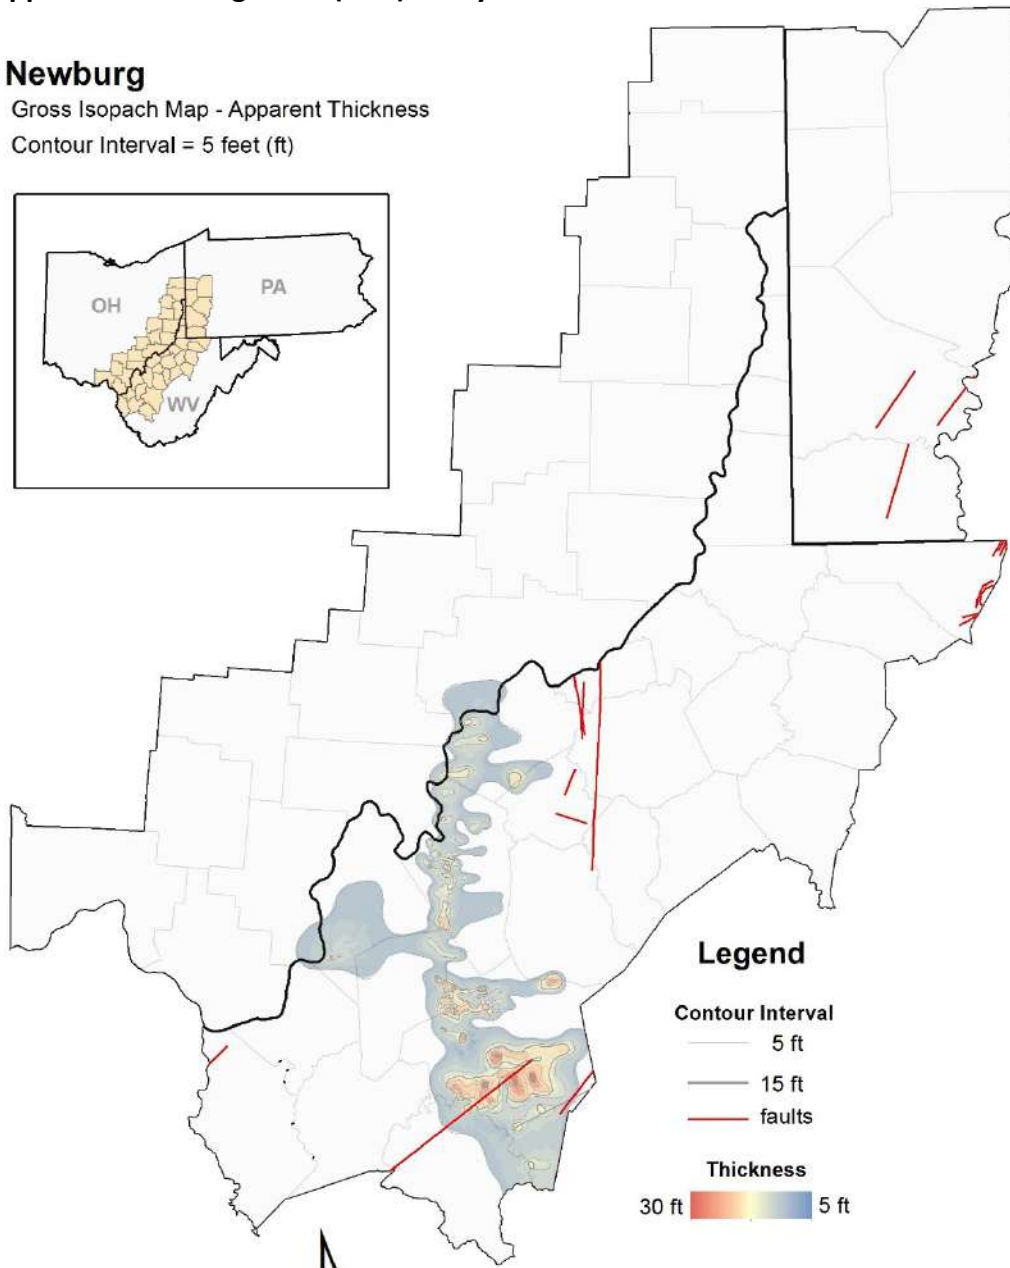 Newburg
Gross Isopach Map - Apparent Thickness
Contour Interval = 5 feet (ft)
OH
PA
WV
Legend
Contour Interval
5 ft
15 ft
faults
Thickness
30 ft
5 ft